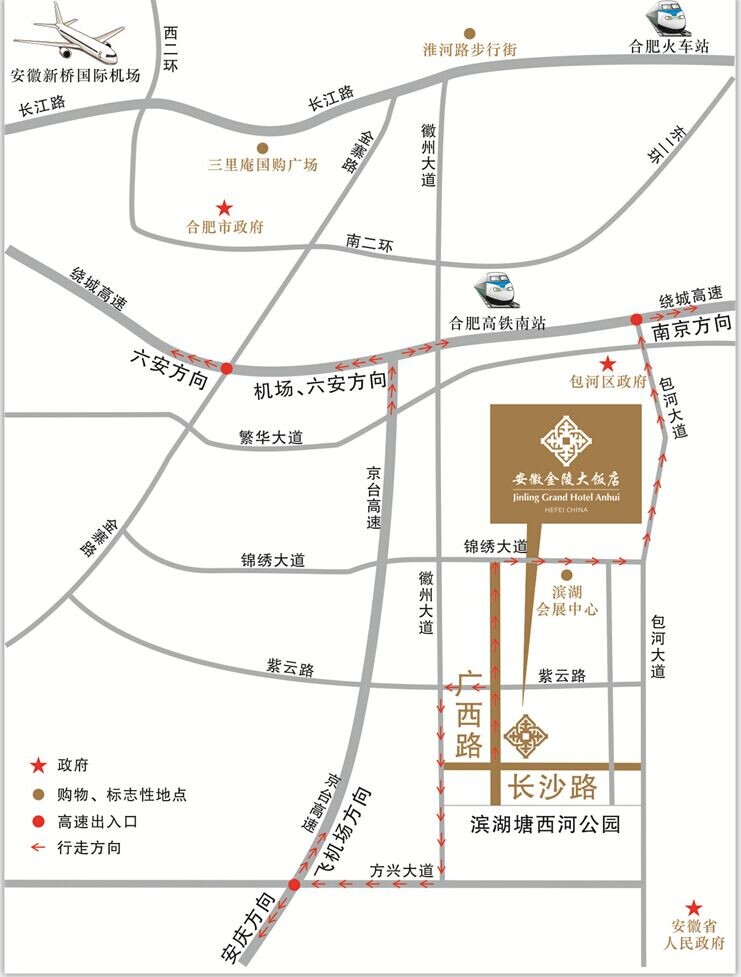 西二环
淮河路步行街
合肥火车站
安徽新桥国际机场
长江路
长江路
金寨路
徽州大道
东二环
三里庵国购广场
合肥市政府
南二环
绕城高速
合肥高铁南站
绕城高速
南京方向
六安方向
机场、六安方向
包河区政府
包河大道
繁华大道
安徽金陵大饭店
Jinling Grand Hotel Anhui
HEFEI CHINA
京台高速
金寨路
锦绣大道
锦绣大道
徽州大道
滨湖
会展中心
包河大道
紫云路
紫云路
广西路
长沙路
滨湖塘西河公园
政府
购物、标志性地点
高速出入口
行走方向
京台高速
飞机场方向
方兴大道
安庆方向
安徽省
人民政府